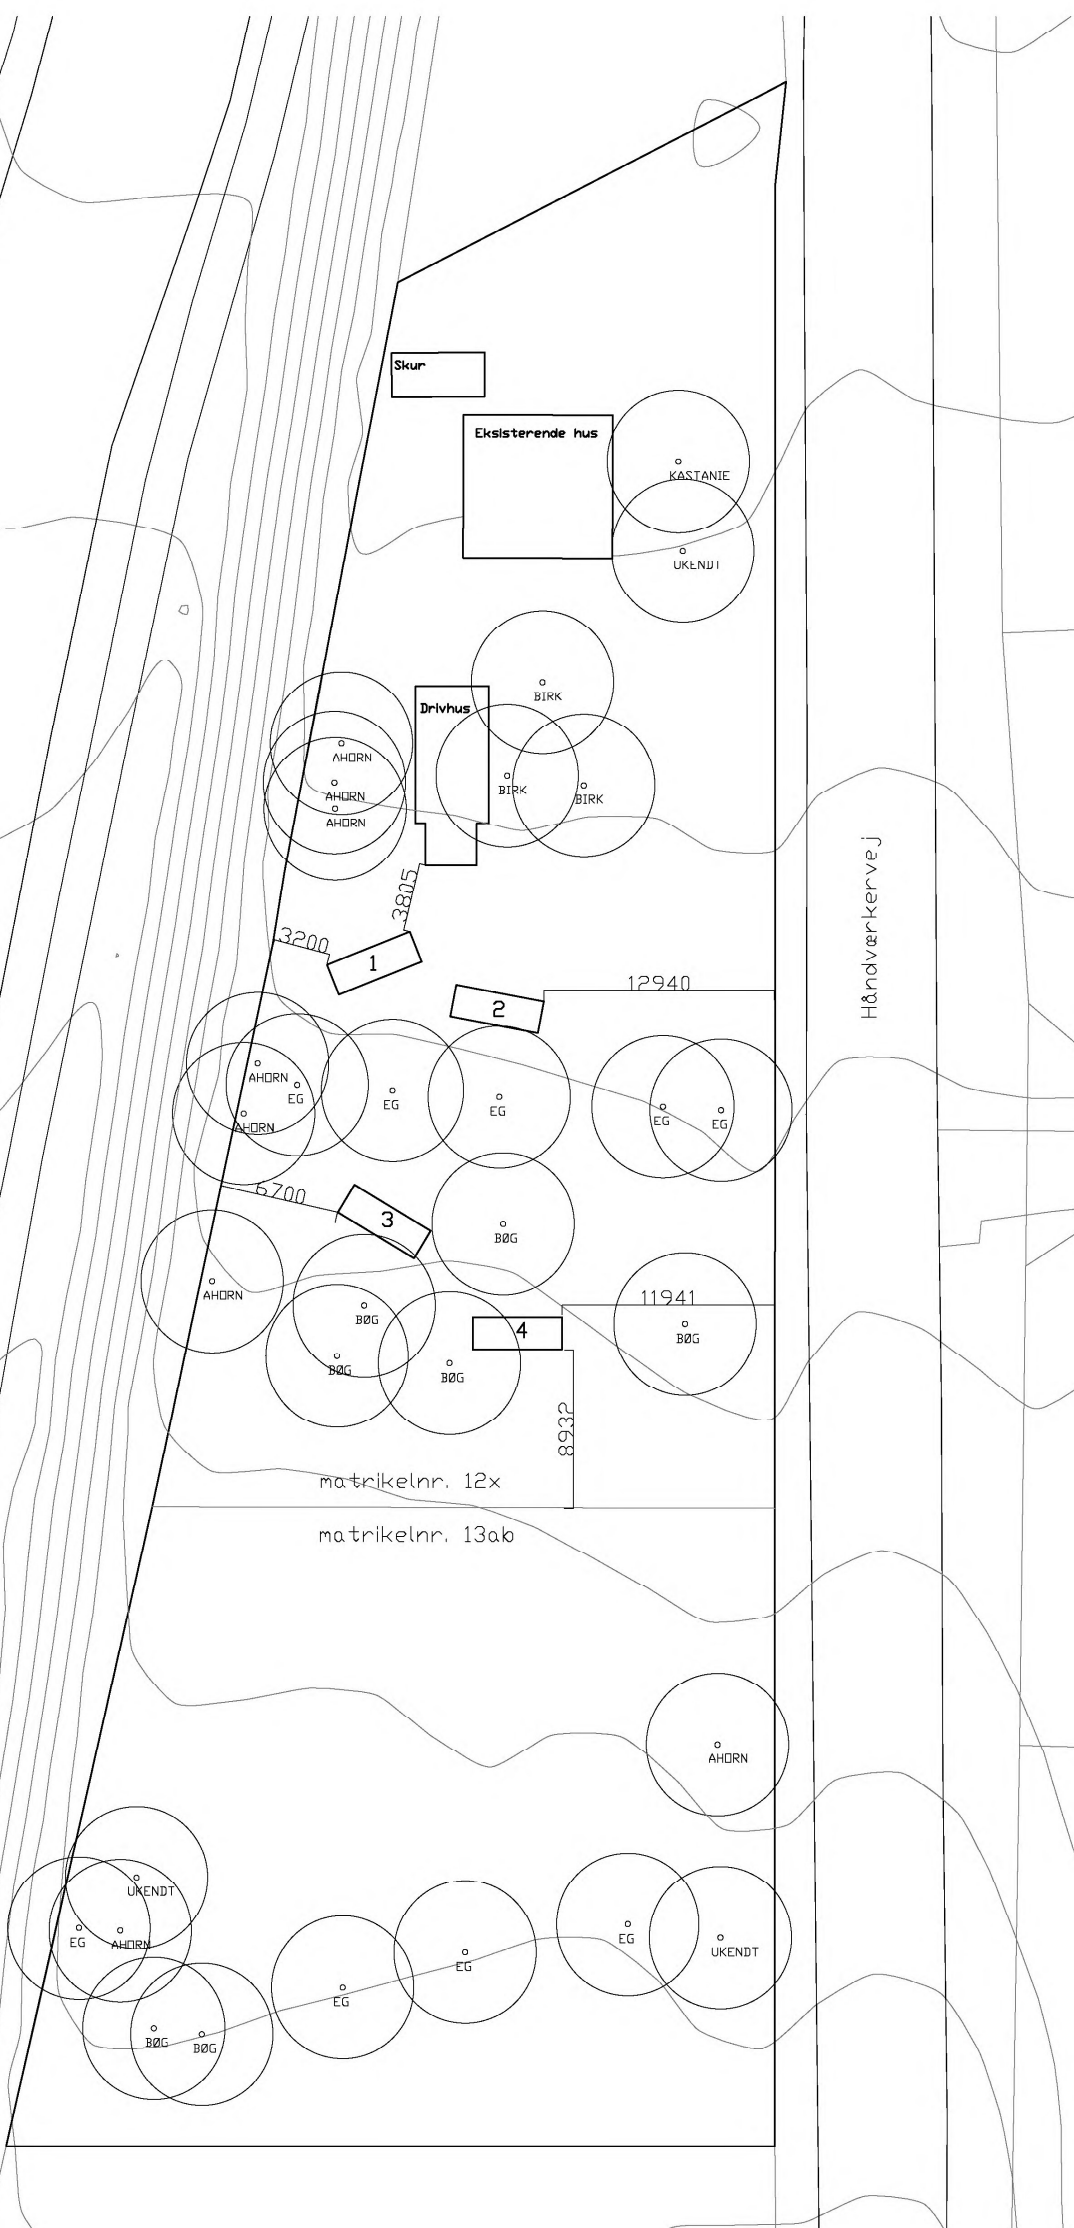 Skur
Eksisterende hus
KASTANIE
UKENDT
BIRK
Drivhus
AHORN
BIRK
BIRK
AHORN
AHORN
Håndværkervej
3805
3200
1
12940
2
AHORN
EG
EG
EG
EG
EG
AHORN
6700
3
BØG
AHORN
11941
BØG
4
BØG
BØG
BØG
8932
matrikelnr. 12x
matrikelnr. 13ab
AHORN
UKENDT
EG
AHORN
EG
UKENDT
EG
EG
BØG
BØG